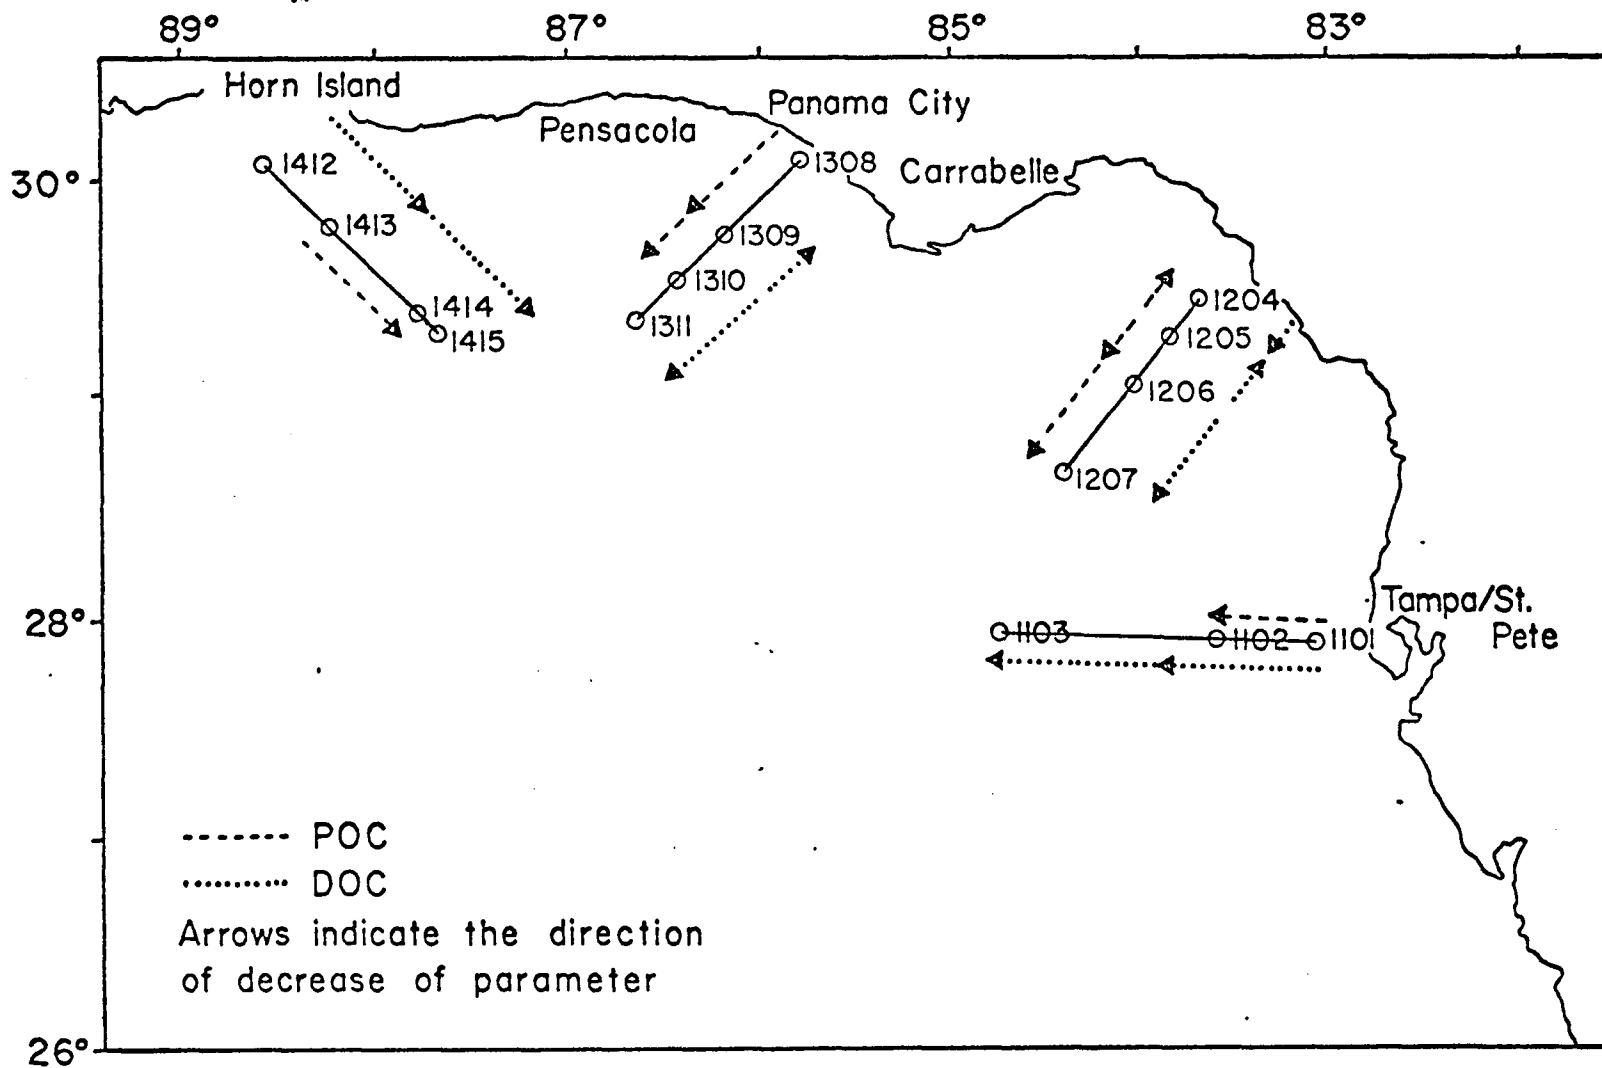 89° 87° 85° 83°
Horn Island
Panama City
Pensacola
1412
1308
Carrabelle
30°
1413
1309
1310
1414
1204
1311
1415
1205
1206
1207
Tampa/St.
Pete
28°
1103
1102
1101
POC
DOC
Arrows indicate the direction
of decrease of parameter
26°